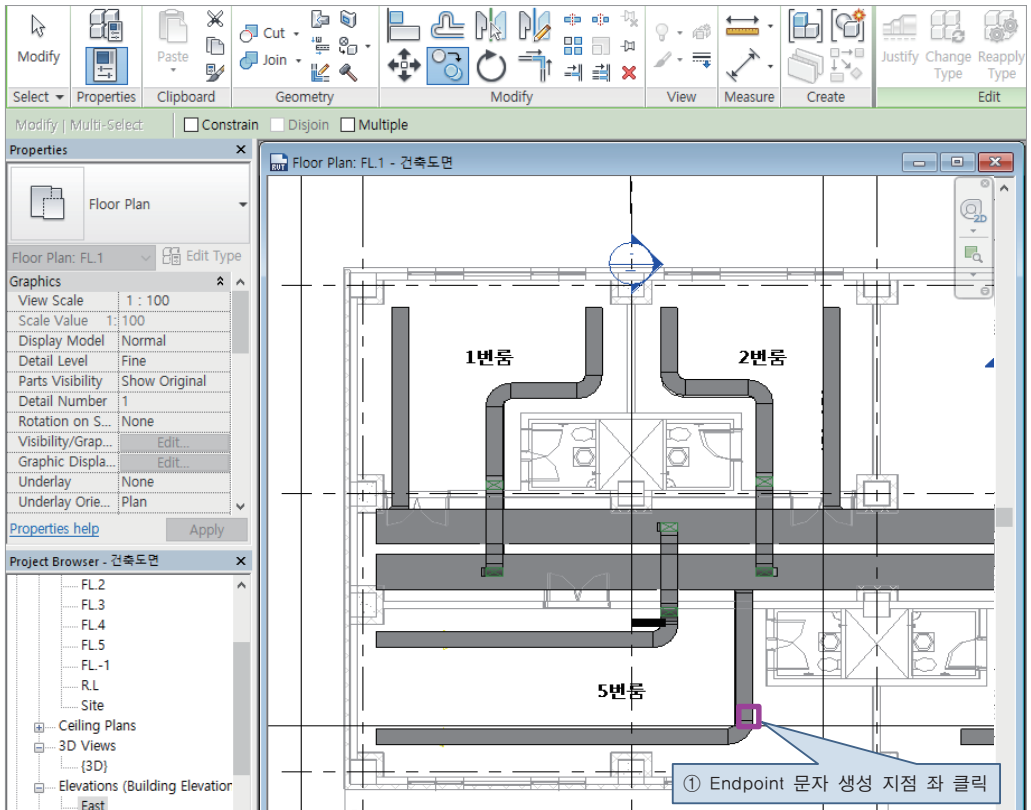 Modify
Paste
Cut
Join
Justify Change Reapply
Type Type
Select Properties Clipboard Geometry Modify View Measure Create Edit
Modify | Multi-Select Constrain Disjoin Multiple
Properties
Floor Plan: FL.1 - 건축도면
Floor Plan
Floor Plan: FL.1 Edit Type
Graphics
View Scale 1 : 100
Scale Value 1: 100
Display Model Normal
Detail Level Fine
Parts Visibility Show Original
Detail Number 1
Rotation on S... None
Visibility/Grap... Edit...
Graphic Displa... Edit...
Underlay None
Underlay Orie... Plan
Properties help Apply
Project Browser - 건축도면
FL.2
FL.3
FL.4
FL.5
FL.-1
R.L
Site
Ceiling Plans
3D Views
{3D}
Elevations (Building Elevation
East
2D
1번룸
2번룸
5번룸
① Endpoint 문자 생성 지점 좌 클릭